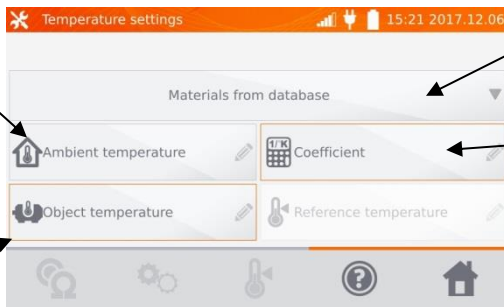 Temperature settings 15:21 2017.12.06
Materials from database
Ambient temperature
1/°K
Coefficient
Object temperature
Reference temperature